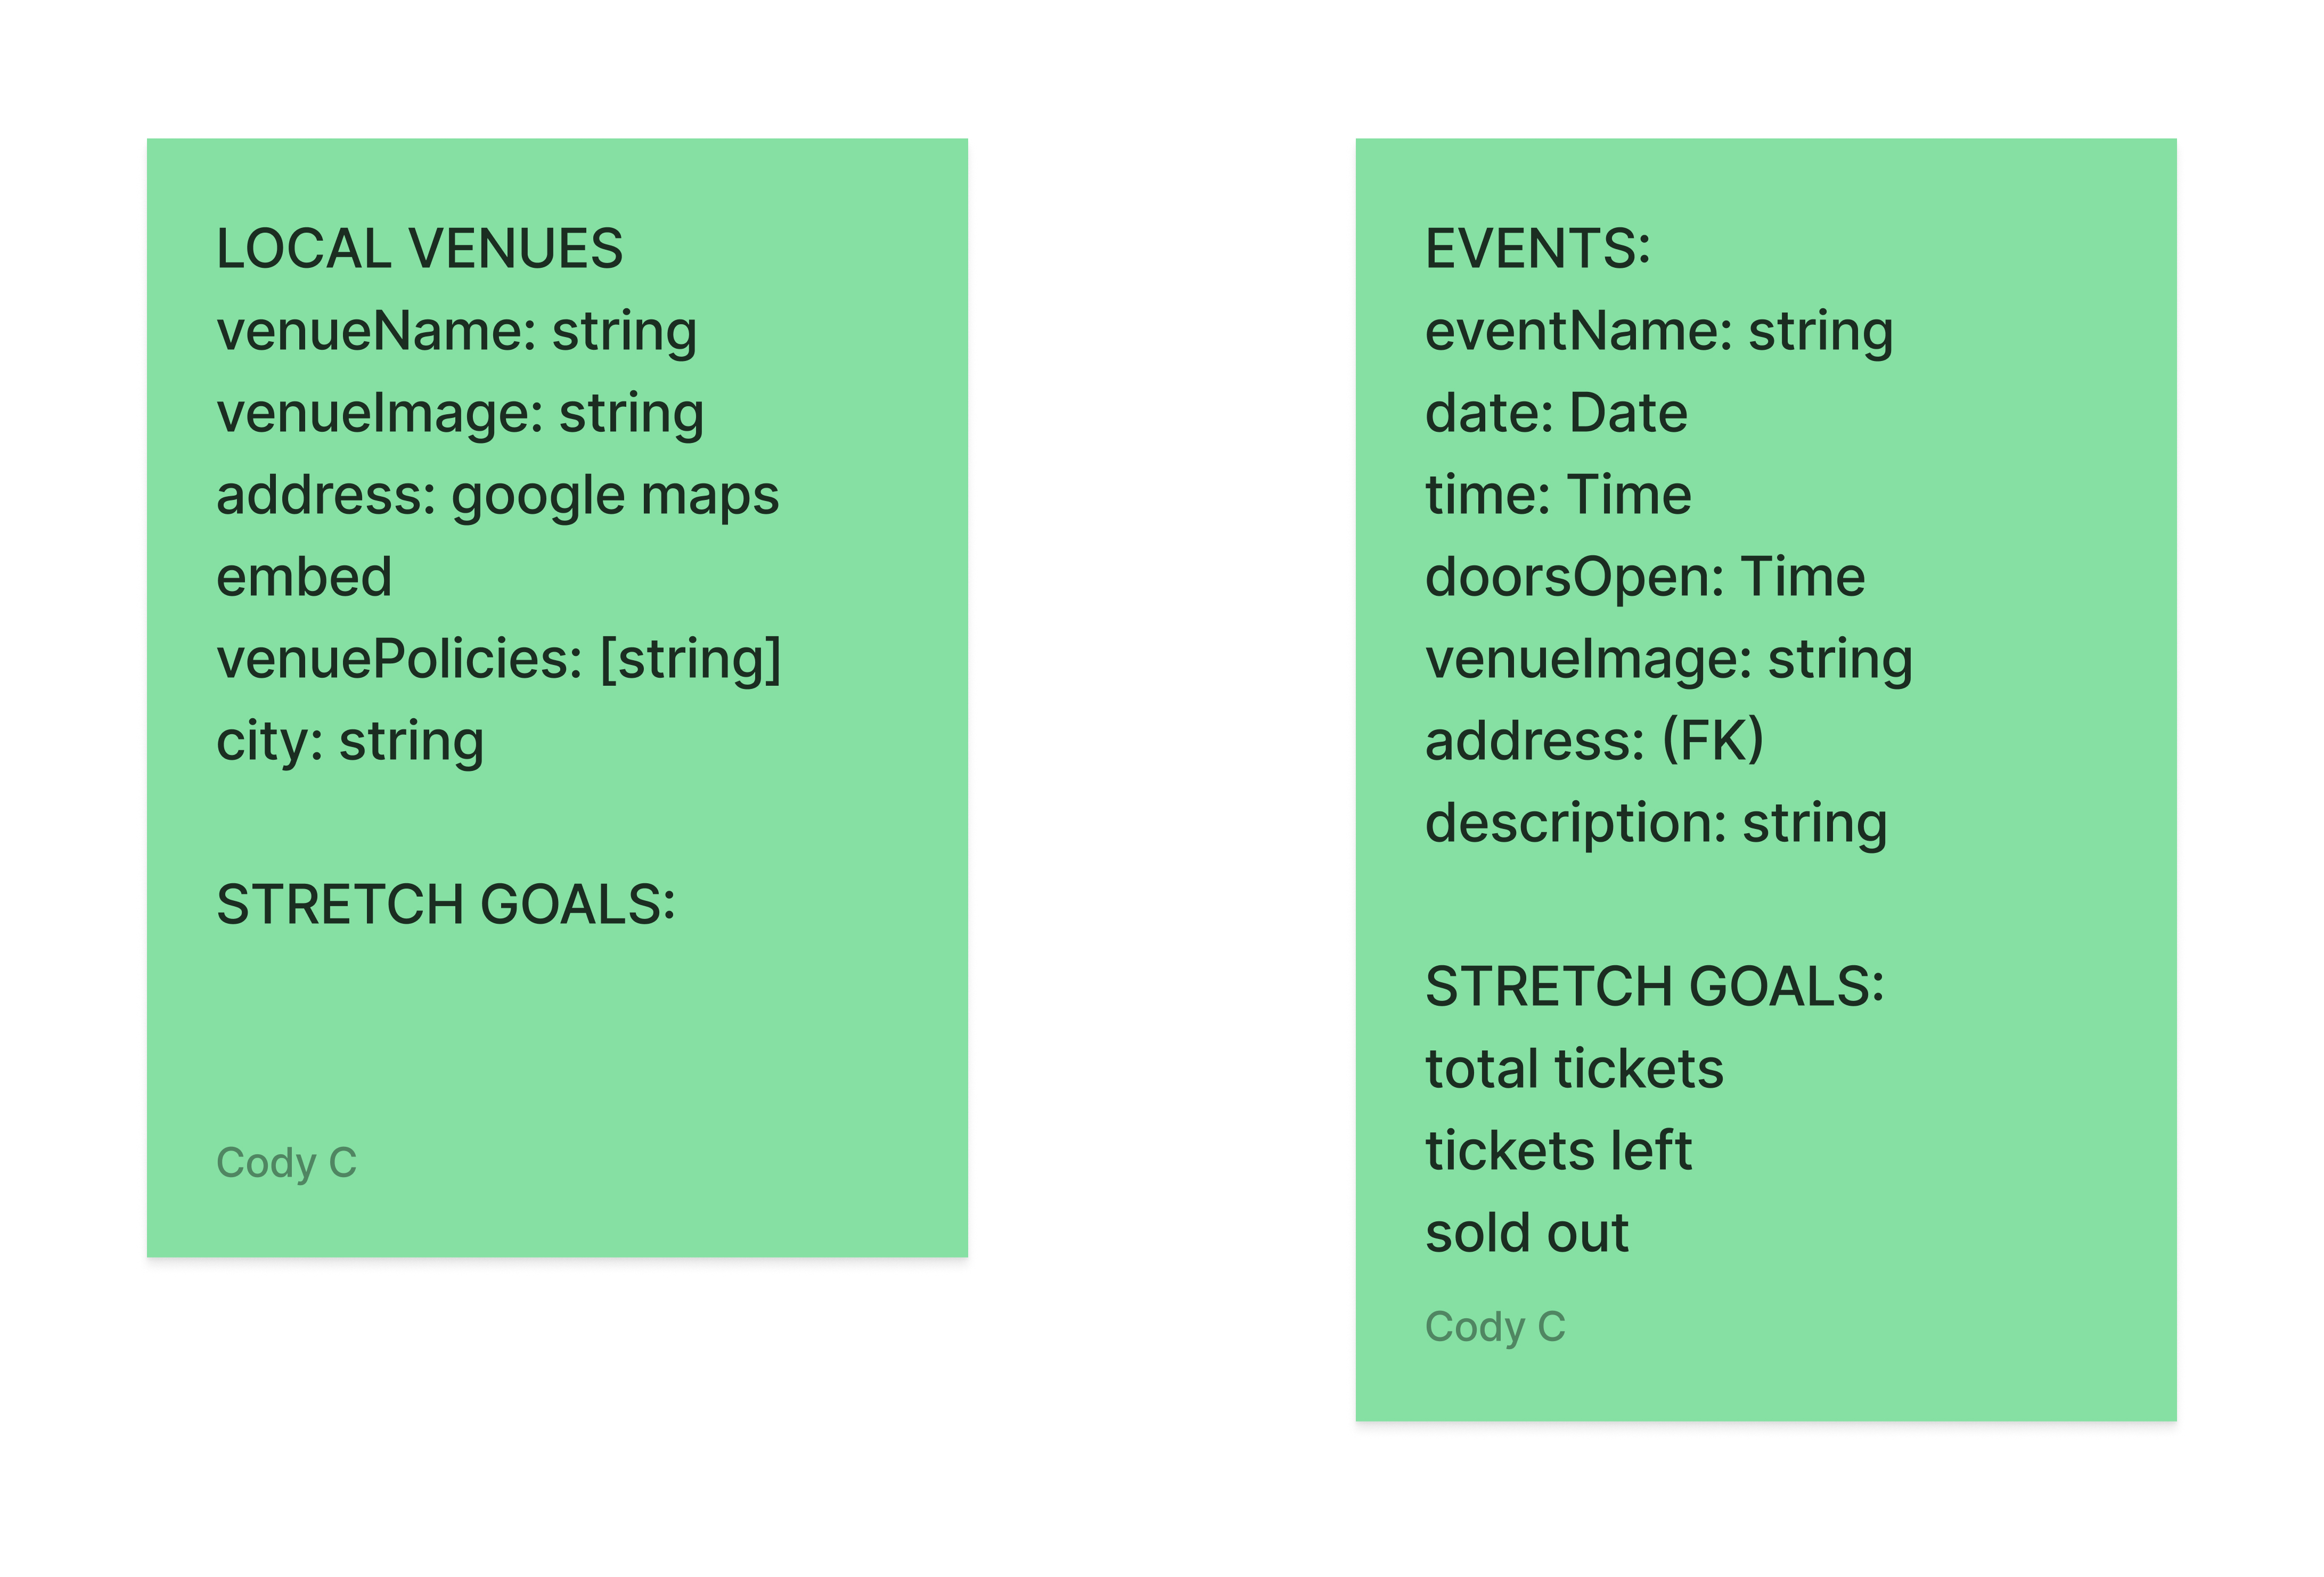 LOCAL VENUES
venueName: string
venueImage: string
address: google maps
embed
venuePolicies: [string]
city: string
STRETCH GOALS:
Cody C
EVENTS:
eventName: string
date: Date
time: Time
doorsOpen: Time
venueImage: string
address: (FK)
description: string
STRETCH GOALS:
total tickets
tickets left
sold out
Cody C